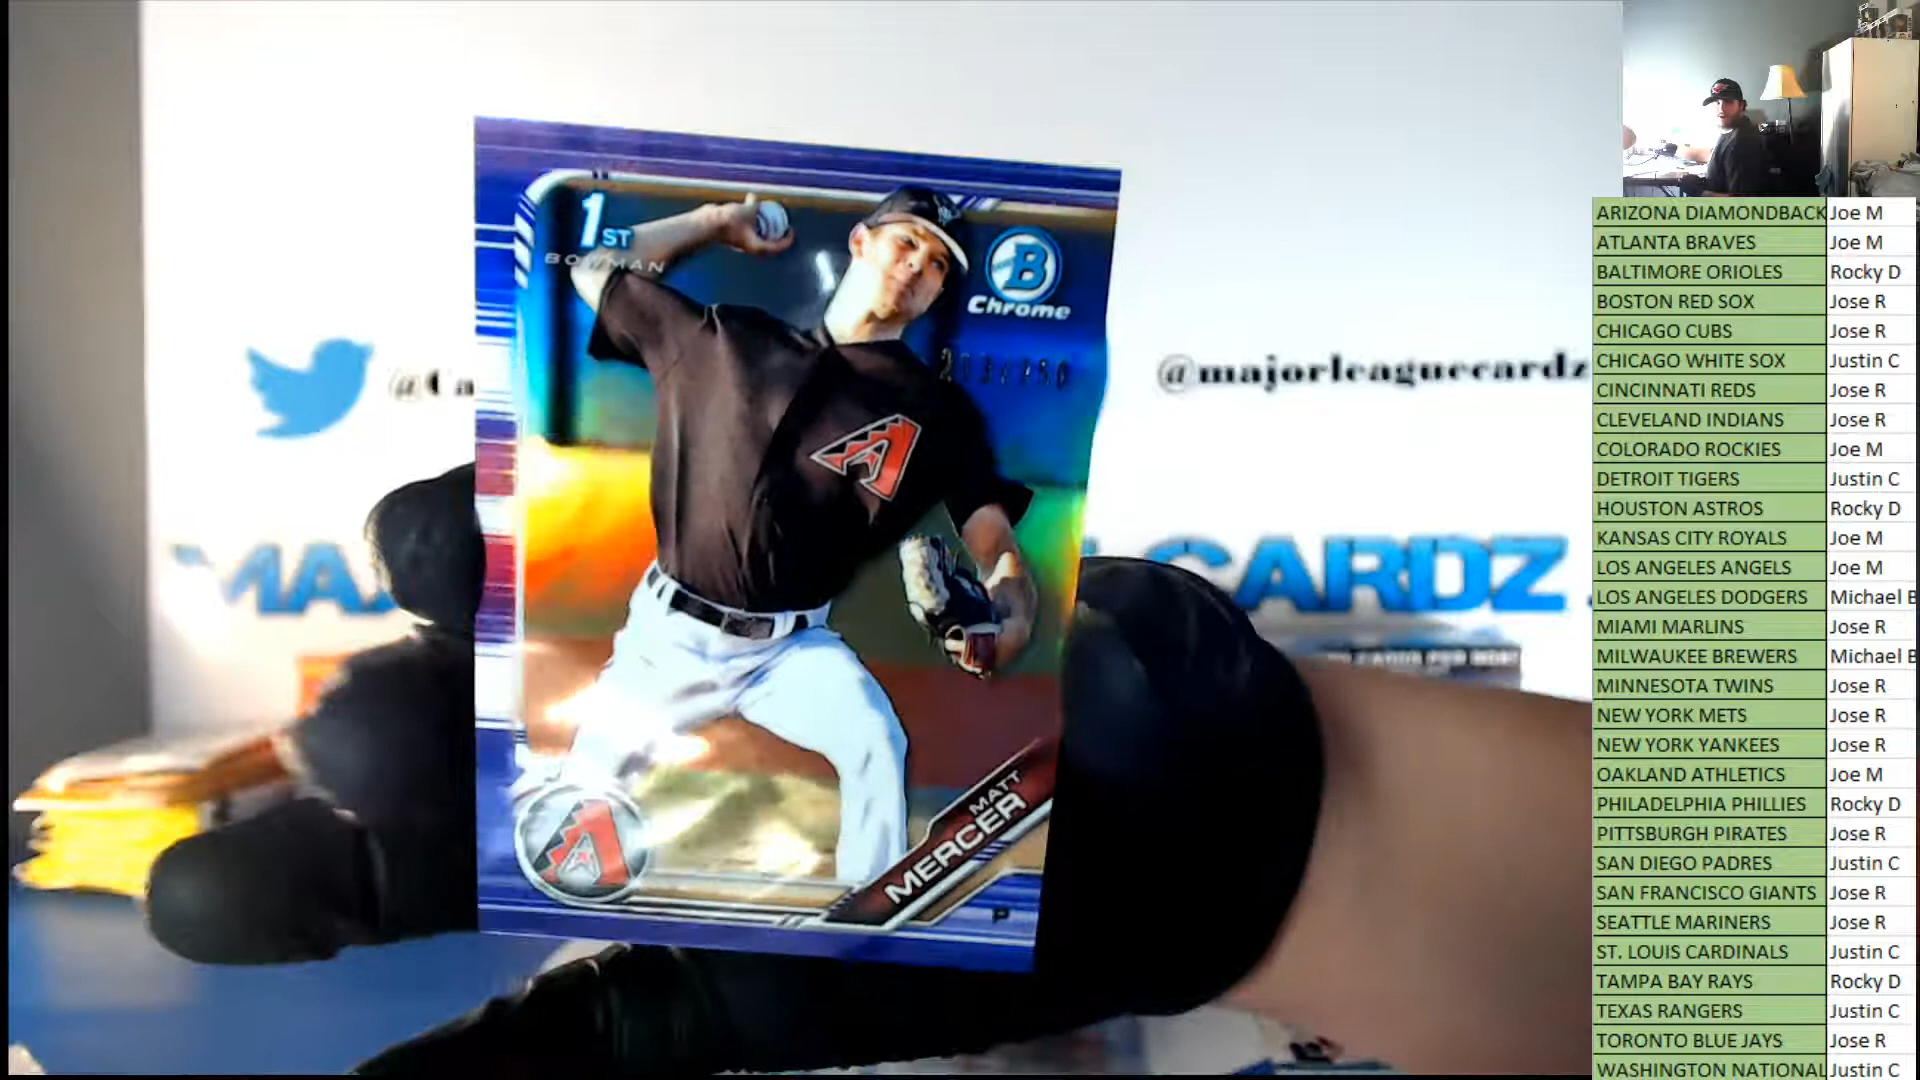 1ST
BOWMAN
B
Chrome
213/250
@Ca
@majorleaguecardz
MA
CARDZ
A
MATT
MERCER
P
ARIZONA DIAMONDBACK Joe M
ATLANTA BRAVES Joe M
BALTIMORE ORIOLES Rocky D
BOSTON RED SOX Jose R
CHICAGO CUBS Jose R
CHICAGO WHITE SOX Justin C
CINCINNATI REDS Jose R
CLEVELAND INDIANS Jose R
COLORADO ROCKIES Joe M
DETROIT TIGERS Justin C
HOUSTON ASTROS Rocky D
KANSAS CITY ROYALS Joe M
LOS ANGELES ANGELS Joe M
LOS ANGELES DODGERS Michael B
MIAMI MARLINS Jose R
MILWAUKEE BREWERS Michael B
MINNESOTA TWINS Jose R
NEW YORK METS Jose R
NEW YORK YANKEES Jose R
OAKLAND ATHLETICS Joe M
PHILADELPHIA PHILLIES Rocky D
PITTSBURGH PIRATES Jose R
SAN DIEGO PADRES Justin C
SAN FRANCISCO GIANTS Jose R
SEATTLE MARINERS Jose R
ST. LOUIS CARDINALS Justin C
TAMPA BAY RAYS Rocky D
TEXAS RANGERS Justin C
TORONTO BLUE JAYS Jose R
WASHINGTON NATIONAL Justin C